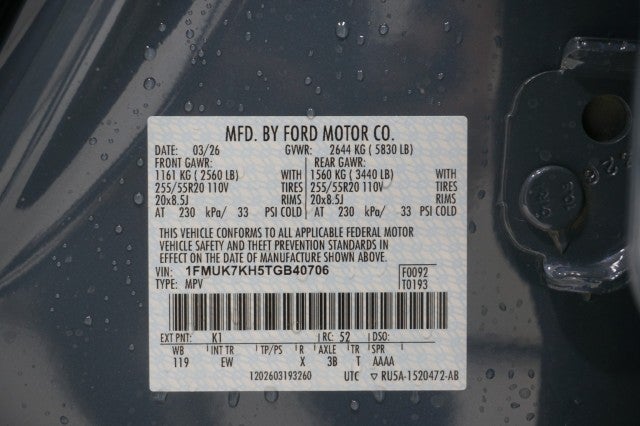 MFD. BY FORD MOTOR CO.
DATE: 03/26 GVWR: 2644 KG ( 5830 LB)
FRONT GAWR: REAR GAWR:
1161 KG ( 2560 LB) WITH 1560 KG ( 3440 LB) WITH
255/55R20 110V TIRES 255/55R20 110V TIRES
20x8.5J RIMS 20x8.5J RIMS
AT 230 kPa/ 33 PSI COLD AT 230 kPa/ 33 PSI COLD
THIS VEHICLE CONFORMS TO ALL APPLICABLE FEDERAL MOTOR
VEHICLE SAFETY AND THEFT PREVENTION STANDARDS IN
EFFECT ON THE DATE OF MANUFACTURE SHOWN ABOVE.
VIN: 1FMUK7KH5TGB40706 F0092
TYPE: MPV T0193
EXT PNT: K1 RC: 52 DSO:
WB INT TR TP/PS R AXLE TR SPR
119 EW X 3B T AAAA
1202603193260 UTC ▽ RU5A-1520472-AB